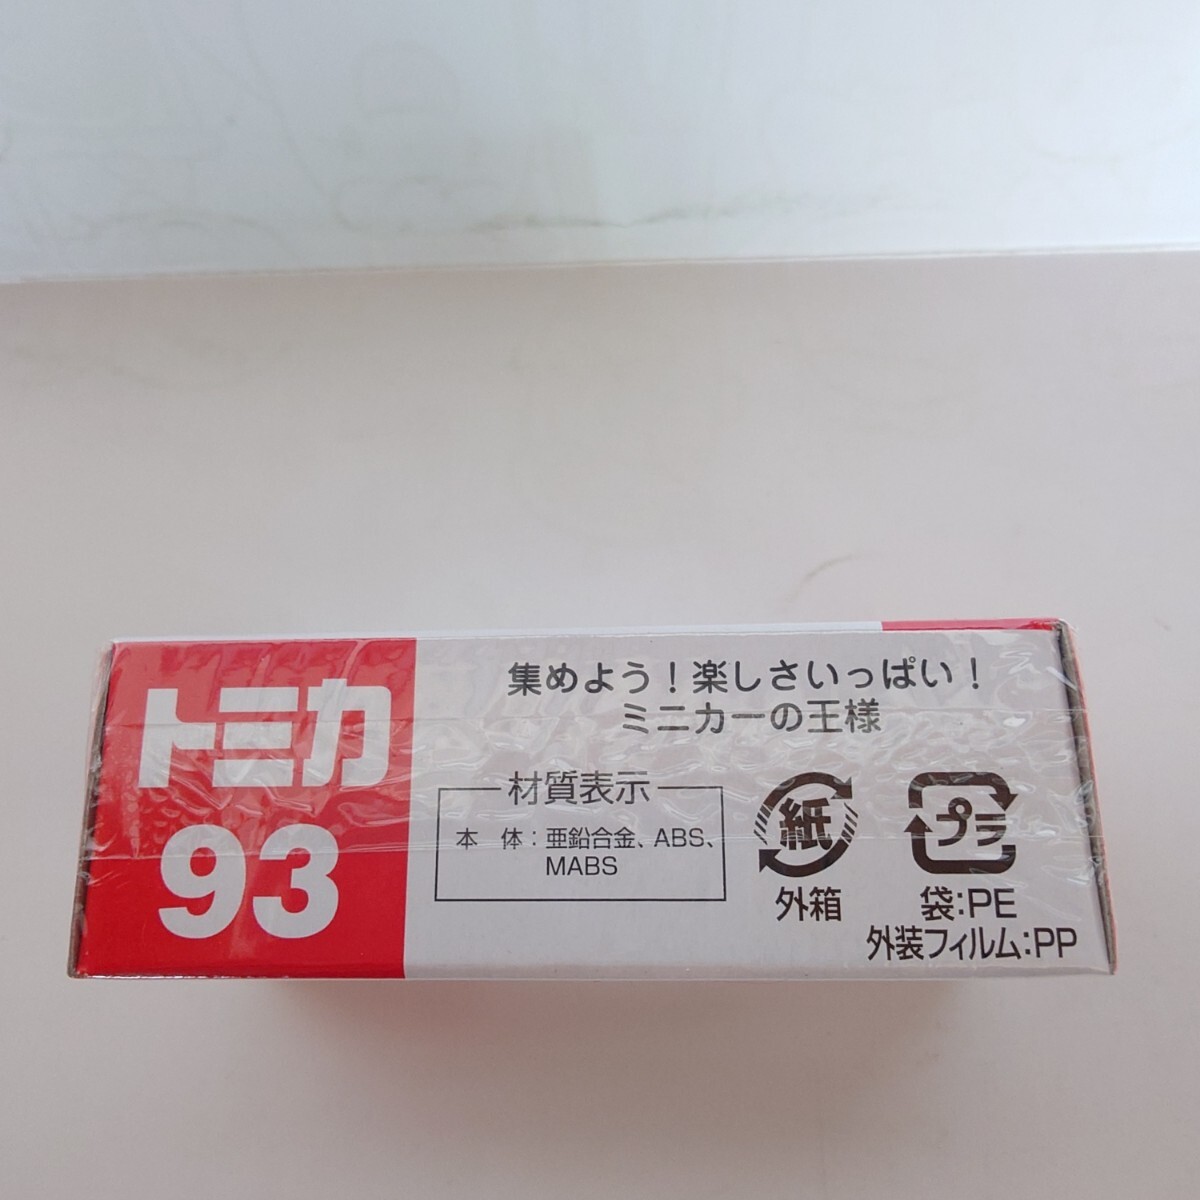 トミカ
93
集めよう！楽しさいっぱい！
ミニカーの王様
材質表示
本　体：亜鉛合金、ABS、
MABS
紙
外箱
プラ
袋:PE
外装フィルム:PP